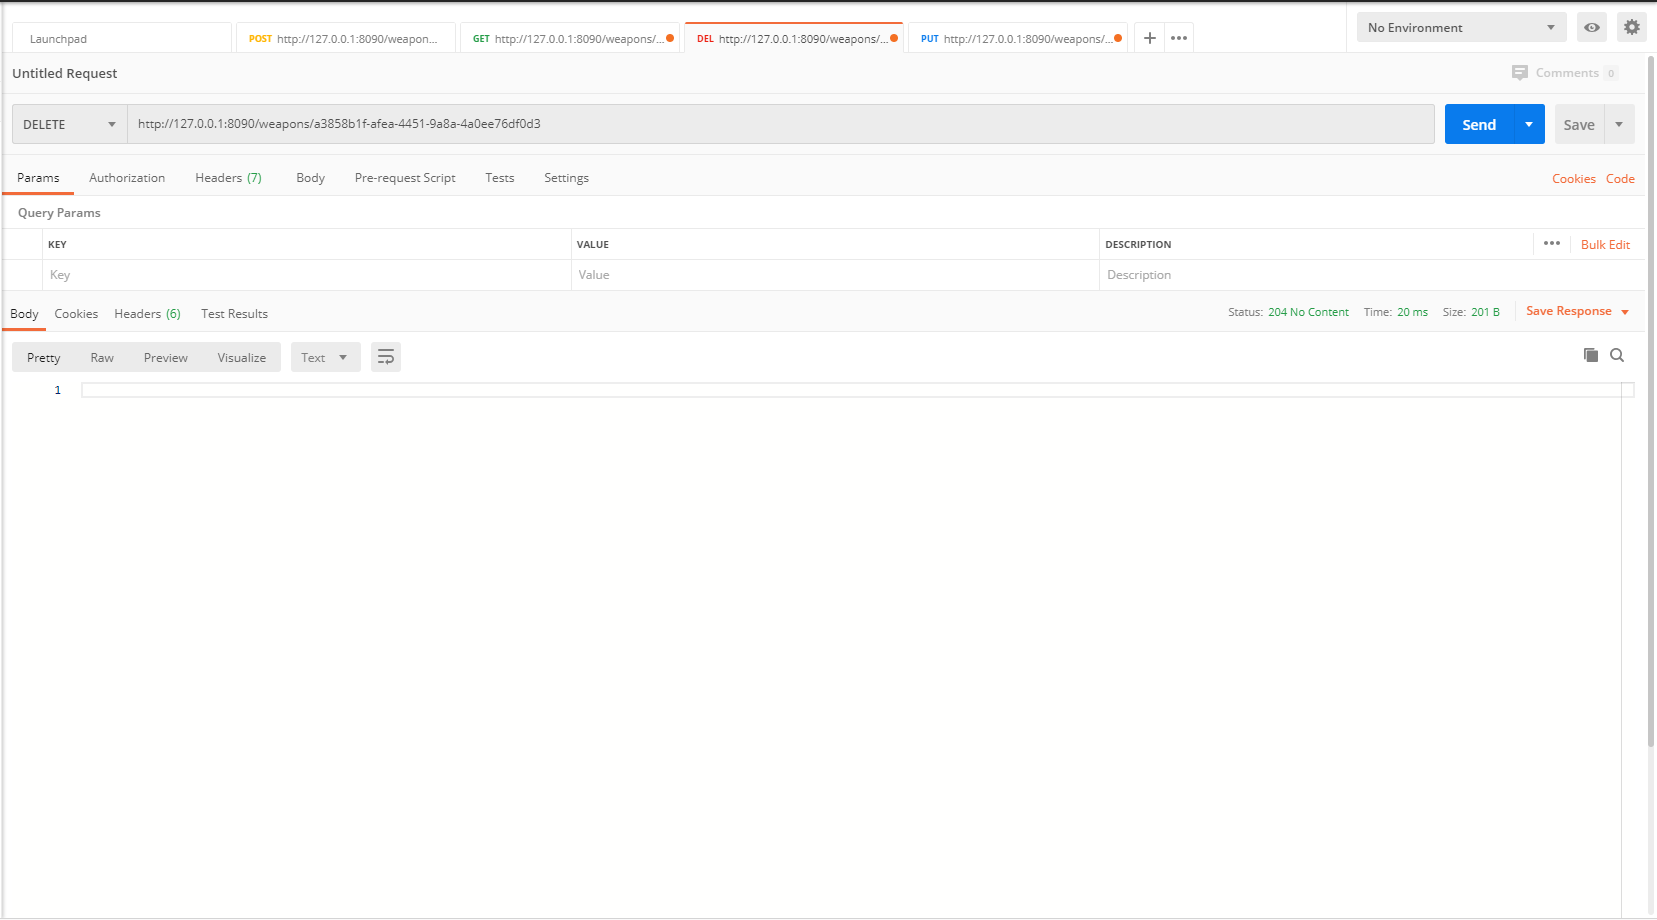 Launchpad POST http://127.0.0.1:8090/weapon... GET http://127.0.0.1:8090/weapons/... DEL http://127.0.0.1:8090/weapons/... PUT http://127.0.0.1:8090/weapons/... No Environment
Untitled Request Comments 0
DELETE http://127.0.0.1:8090/weapons/a3858b1f-afea-4451-9a8a-4a0ee76df0d3 Send Save
Params Authorization Headers (7) Body Pre-request Script Tests Settings Cookies Code
Query Params
KEY VALUE DESCRIPTION Bulk Edit
Key Value Description
Body Cookies Headers (6) Test Results Status: 204 No Content Time: 20 ms Size: 201 B Save Response
Pretty Raw Preview Visualize Text
1